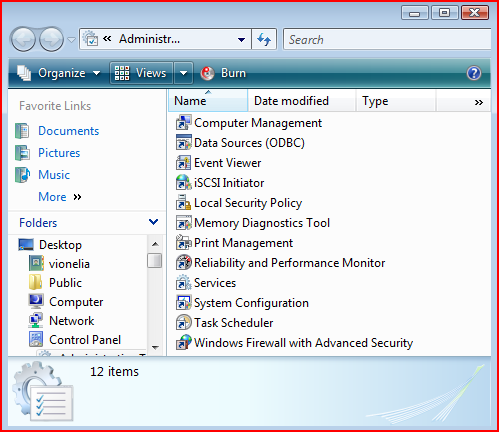 « Administr...
Search
Organize Views Burn
Favorite Links
Documents
Pictures
Music
More »
Folders
Desktop
vionelia
Public
Computer
Network
Control Panel
Name Date modified Type »
Computer Management
Data Sources (ODBC)
Event Viewer
iSCSI Initiator
Local Security Policy
Memory Diagnostics Tool
Print Management
Reliability and Performance Monitor
Services
System Configuration
Task Scheduler
Windows Firewall with Advanced Security
12 items